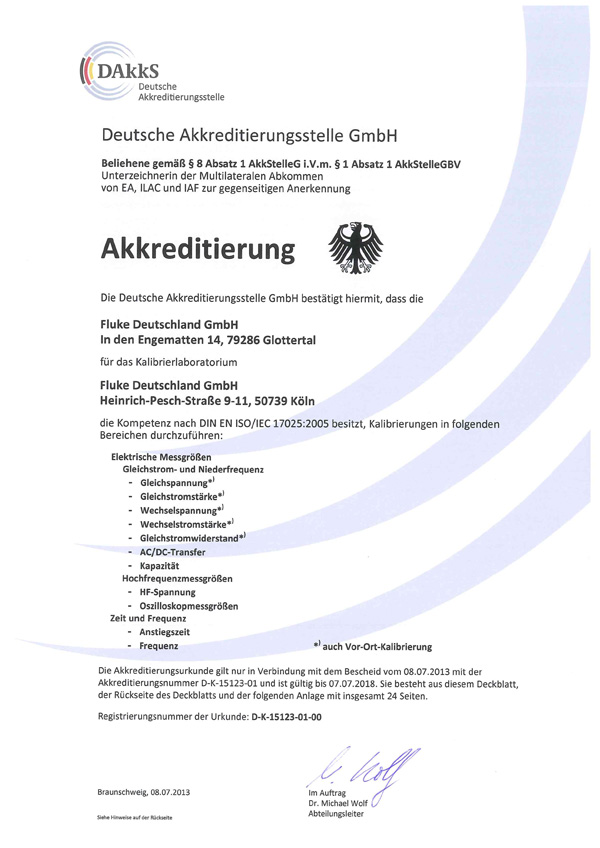 DAkkS
Deutsche
Akkreditierungsstelle
Deutsche Akkreditierungsstelle GmbH
Beliehene gemäß § 8 Absatz 1 AkkStelleG i.V.m. § 1 Absatz 1 AkkStelleGBV
Unterzeichnerin der Multilateralen Abkommen
von EA, ILAC und IAF zur gegenseitigen Anerkennung
Akkreditierung
Die Deutsche Akkreditierungsstelle GmbH bestätigt hiermit, dass die
Fluke Deutschland GmbH
In den Engematten 14, 79286 Glottertal
für das Kalibrierlaboratorium
Fluke Deutschland GmbH
Heinrich-Pesch-Straße 9-11, 50739 Köln
die Kompetenz nach DIN EN ISO/IEC 17025:2005 besitzt, Kalibrierungen in folgenden
Bereichen durchzuführen:
Elektrische Messgrößen
Gleichstrom- und Niederfrequenz
- Gleichspannung*)
- Gleichstromstärke*)
- Wechselspannung*)
- Wechselstromstärke*)
- Gleichstromwiderstand*)
- AC/DC-Transfer
- Kapazität
Hochfrequenzmessgrößen
- HF-Spannung
- Oszilloskopmessgrößen
Zeit und Frequenz
- Anstiegszeit
- Frequenz
*) auch Vor-Ort-Kalibrierung
Die Akkreditierungsurkunde gilt nur in Verbindung mit dem Bescheid vom 08.07.2013 mit der
Akkreditierungsnummer D-K-15123-01 und ist gültig bis 07.07.2018. Sie besteht aus diesem Deckblatt,
der Rückseite des Deckblatts und der folgenden Anlage mit insgesamt 24 Seiten.
Registrierungsnummer der Urkunde: D-K-15123-01-00
Braunschweig, 08.07.2013
Im Auftrag
Dr. Michael Wolf
Abteilungsleiter
Siehe Hinweise auf der Rückseite